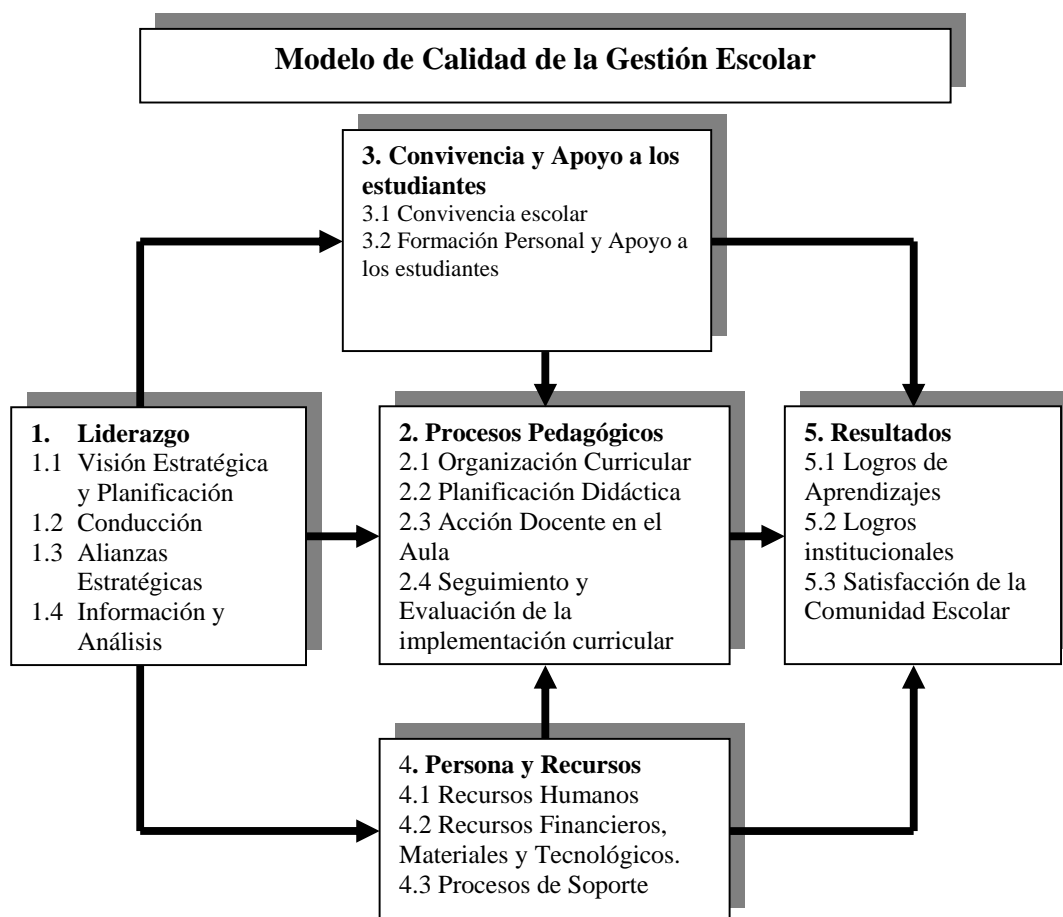 Modelo de Calidad de la Gestión Escolar
3. Convivencia y Apoyo a los
estudiantes
3.1 Convivencia escolar
3.2 Formación Personal y Apoyo a
los estudiantes
1. Liderazgo
1.1 Visión Estratégica
y Planificación
1.2 Conducción
1.3 Alianzas
Estratégicas
1.4 Información y
Análisis
2. Procesos Pedagógicos
2.1 Organización Curricular
2.2 Planificación Didáctica
2.3 Acción Docente en el
Aula
2.4 Seguimiento y
Evaluación de la
implementación curricular
5. Resultados
5.1 Logros de
Aprendizajes
5.2 Logros
institucionales
5.3 Satisfacción de la
Comunidad Escolar
4. Persona y Recursos
4.1 Recursos Humanos
4.2 Recursos Financieros,
Materiales y Tecnológicos.
4.3 Procesos de Soporte